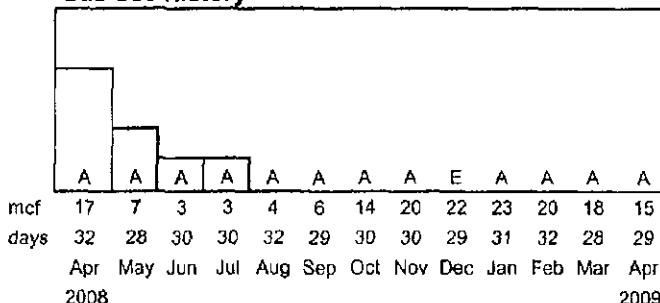 A A A A A A A A E A A A A
mcf 17 7 3 3 4 6 14 20 22 23 20 18 15
days 32 28 30 30 32 29 30 30 29 31 32 28 29
Apr May Jun Jul Aug Sep Oct Nov Dec Jan Feb Mar Apr
2008 2009